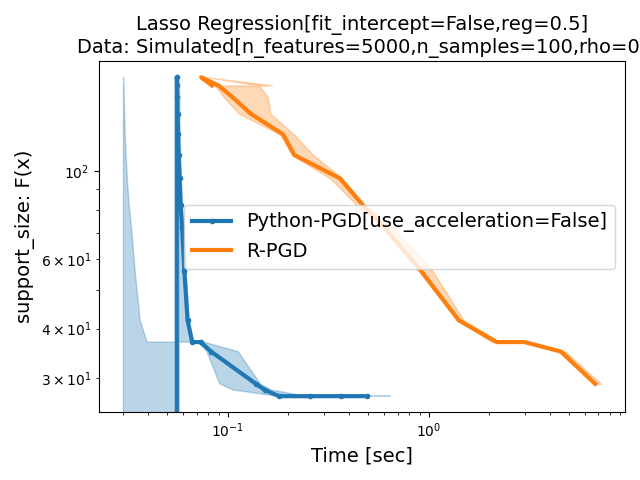 Lasso Regression[fit_intercept=False,reg=0.5]
Data: Simulated[n_features=5000,n_samples=100,rho=0
support_size: F(x)
10²
6 × 10¹
4 × 10¹
3 × 10¹
Python-PGD[use_acceleration=False]
R-PGD
10⁻¹
10⁰
Time [sec]